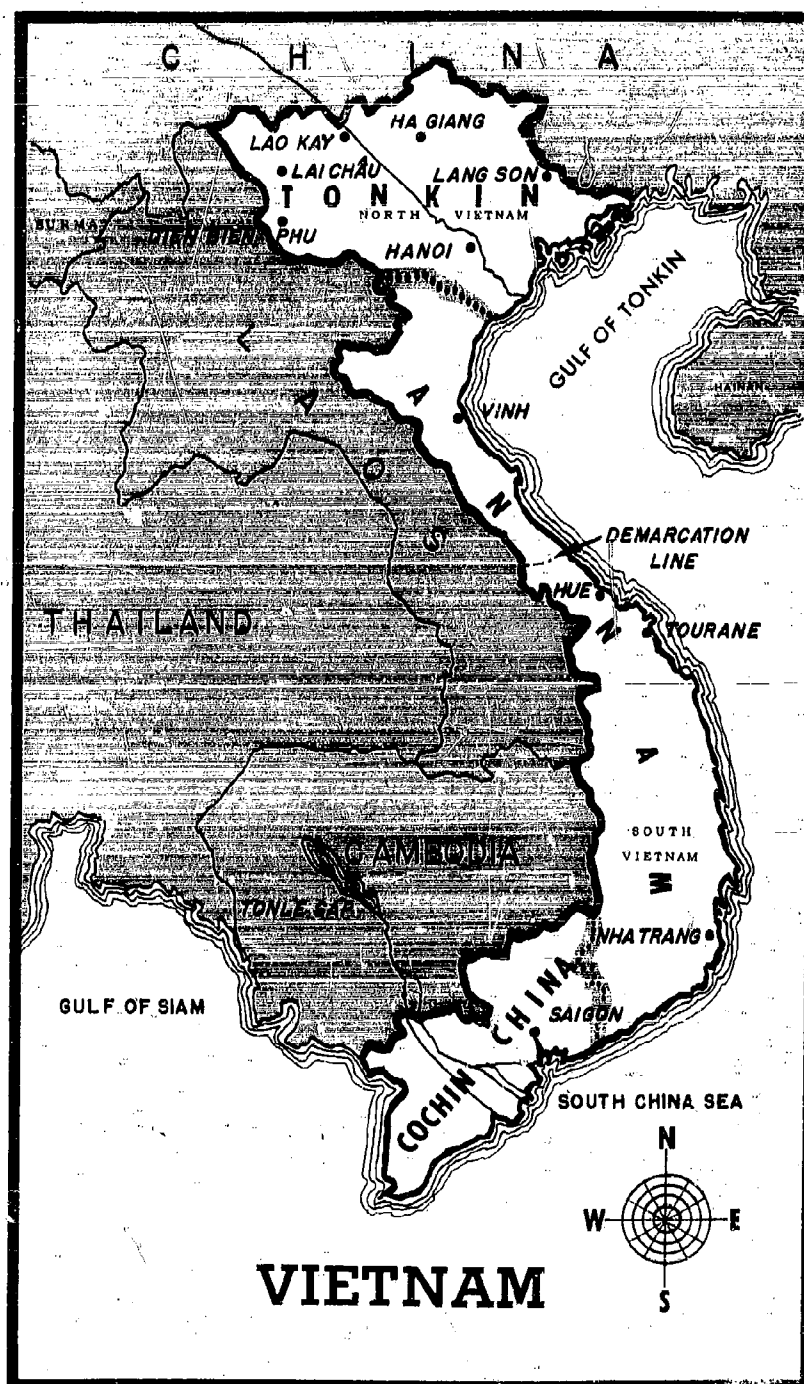 CHINA
HA GIANG
LAO KAY
LAI CHÂU
LANG SON
TONKIN
NORTH VIETNAM
BURMA
DIEN BIEN PHU
HANOI
GULF OF TONKIN
LAOS
HAINAN
VINH
ANNAM
DEMARCATION
LINE
HUE
THAILAND
TOURANE
SOUTH
VIETNAM
CAMBODIA
TONLE SAP
NHA TRANG
GULF OF SIAM
COCHIN CHINA
SAIGON
SOUTH CHINA SEA
N
W E
S
VIETNAM